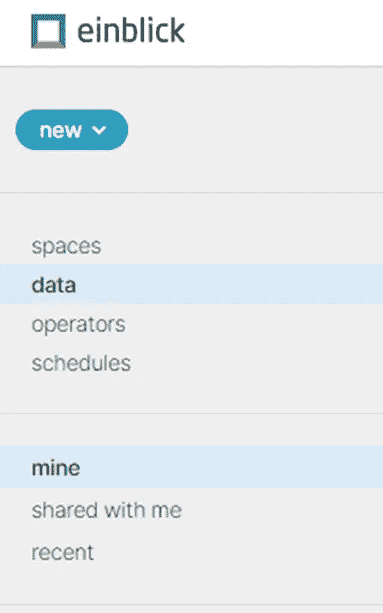 einblick
new
spaces
data
operators
schedules
mine
shared with me
recent